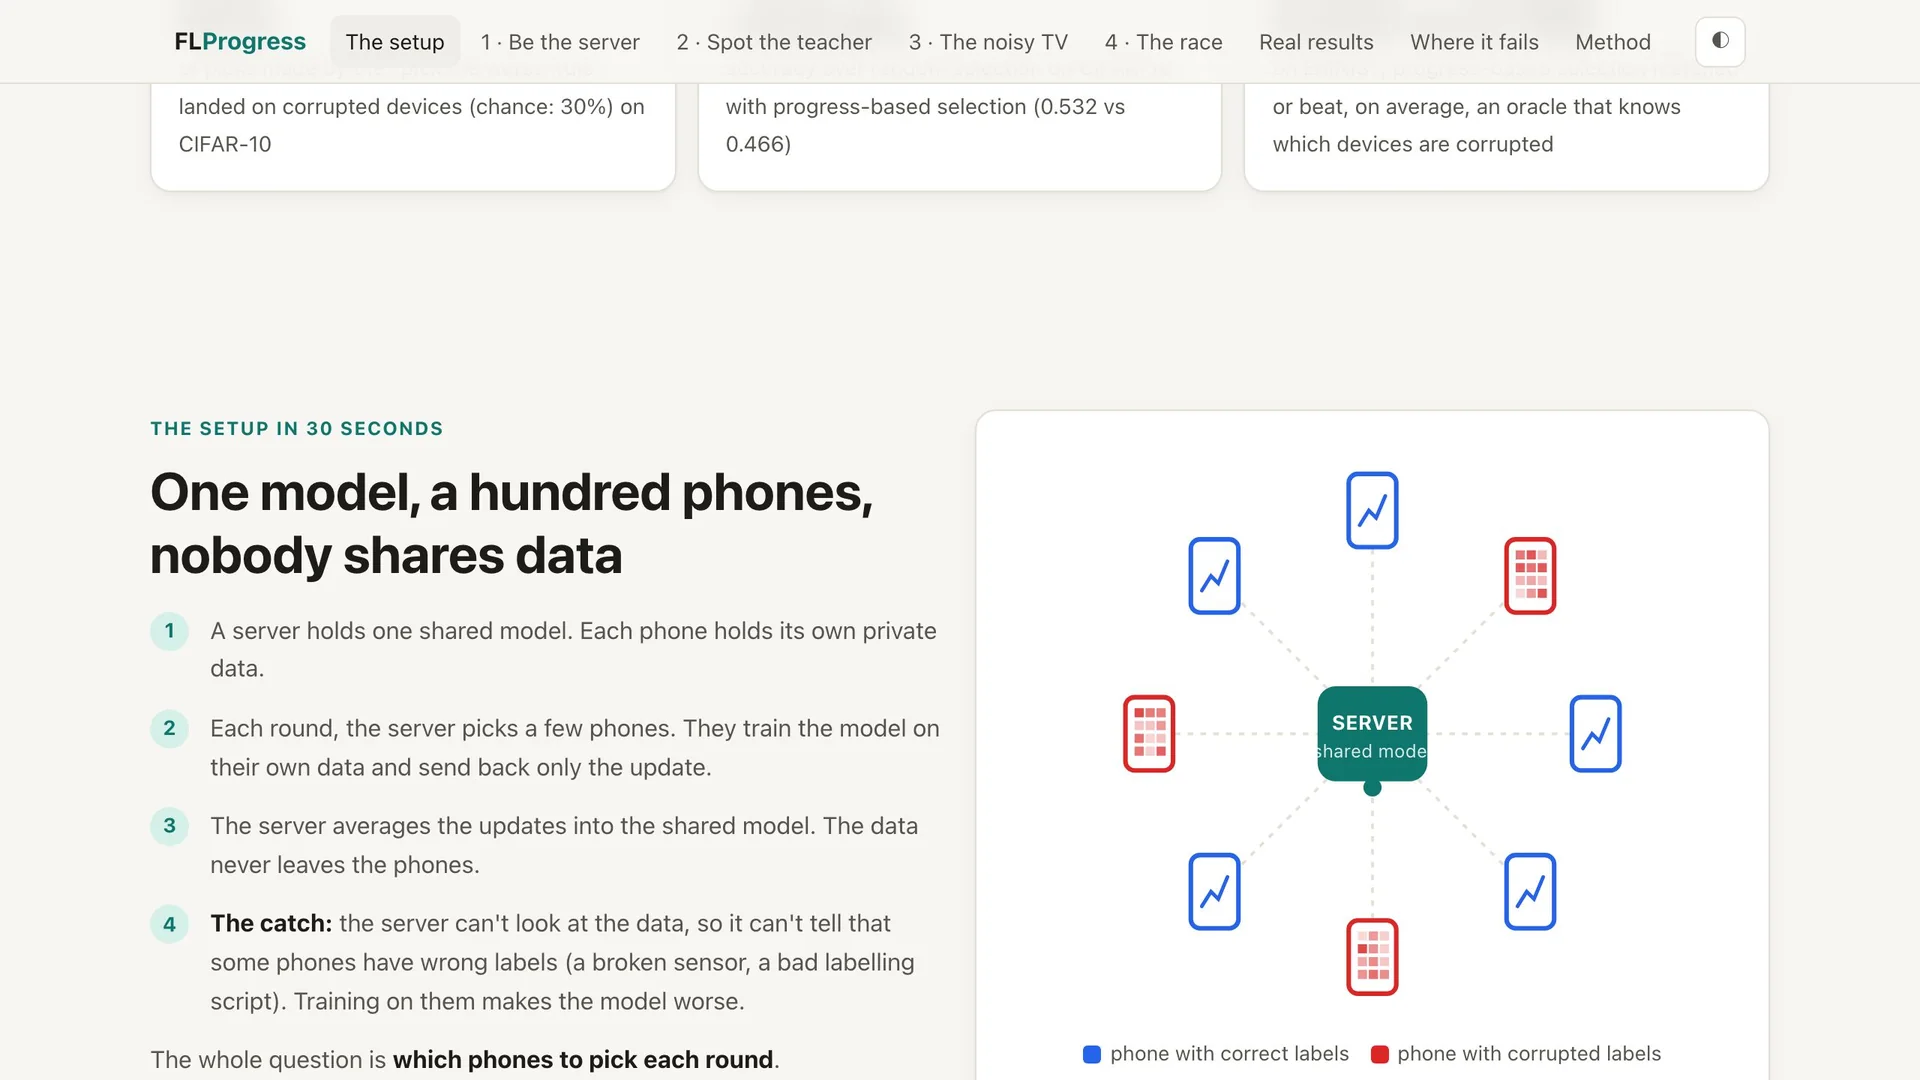 FLProgress The setup 1 · Be the server 2 · Spot the teacher 3 · The noisy TV 4 · The race Real results Where it fails Method
landed on corrupted devices (chance: 30%) on
CIFAR-10
with progress-based selection (0.532 vs
0.466)
or beat, on average, an oracle that knows
which devices are corrupted
THE SETUP IN 30 SECONDS
One model, a hundred phones,
nobody shares data
1 A server holds one shared model. Each phone holds its own private
data.
2 Each round, the server picks a few phones. They train the model on
their own data and send back only the update.
3 The server averages the updates into the shared model. The data
never leaves the phones.
4 The catch: the server can't look at the data, so it can't tell that
some phones have wrong labels (a broken sensor, a bad labelling
script). Training on them makes the model worse.
The whole question is which phones to pick each round.
SERVER
shared mode
phone with correct labels phone with corrupted labels